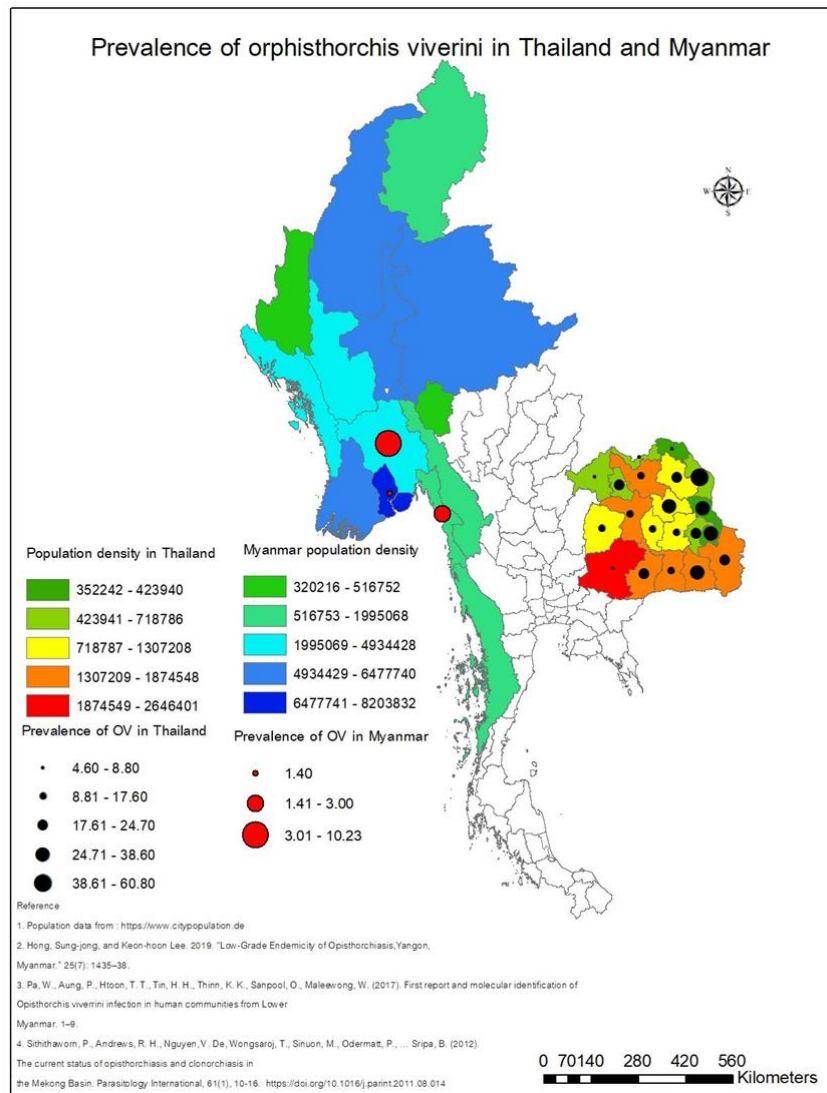 Prevalence of orphisthorchis viverini in Thailand and Myanmar
N
W E
S
Population density in Thailand
352242 - 423940
423941 - 718786
718787 - 1307208
1307209 - 1874548
1874549 - 2646401
Myanmar population density
320216 - 516752
516753 - 1995068
1995069 - 4934428
4934429 - 6477740
6477741 - 8203832
Prevalence of OV in Thailand
4.60 - 8.80
8.81 - 17.60
17.61 - 24.70
24.71 - 38.60
38.61 - 60.80
Prevalence of OV in Myanmar
1.40
1.41 - 3.00
3.01 - 10.23
Reference
1. Population data from : https://www.citypopulation.de
2. Hong, Sung-jong, and Keon-hoon Lee. 2019. "Low-Grade Endemicity of Opisthorchiasis,Yangon,
Myanmar." 25(7): 1435–38.
3. Pa, W., Aung, P., Htoon, T. T., Tin, H. H., Thinn, K. K., Sanpool, O., Maleewong, W. (2017). First report and molecular identification of
Opisthorchis viverrini infection in human communities from Lower
Myanmar. 1–9.
4. Sithithaworn, P., Andrews, R. H., Nguyen, V. De, Wongsaroj, T., Sinuon, M., Odermatt, P., ... Sripa, B. (2012).
The current status of opisthorchiasis and clonorchiasis in
the Mekong Basin. Parasitology International, 61(1), 10-16. https://doi.org/10.1016/j.parint.2011.08.014
0 70140 280 420 560
Kilometers